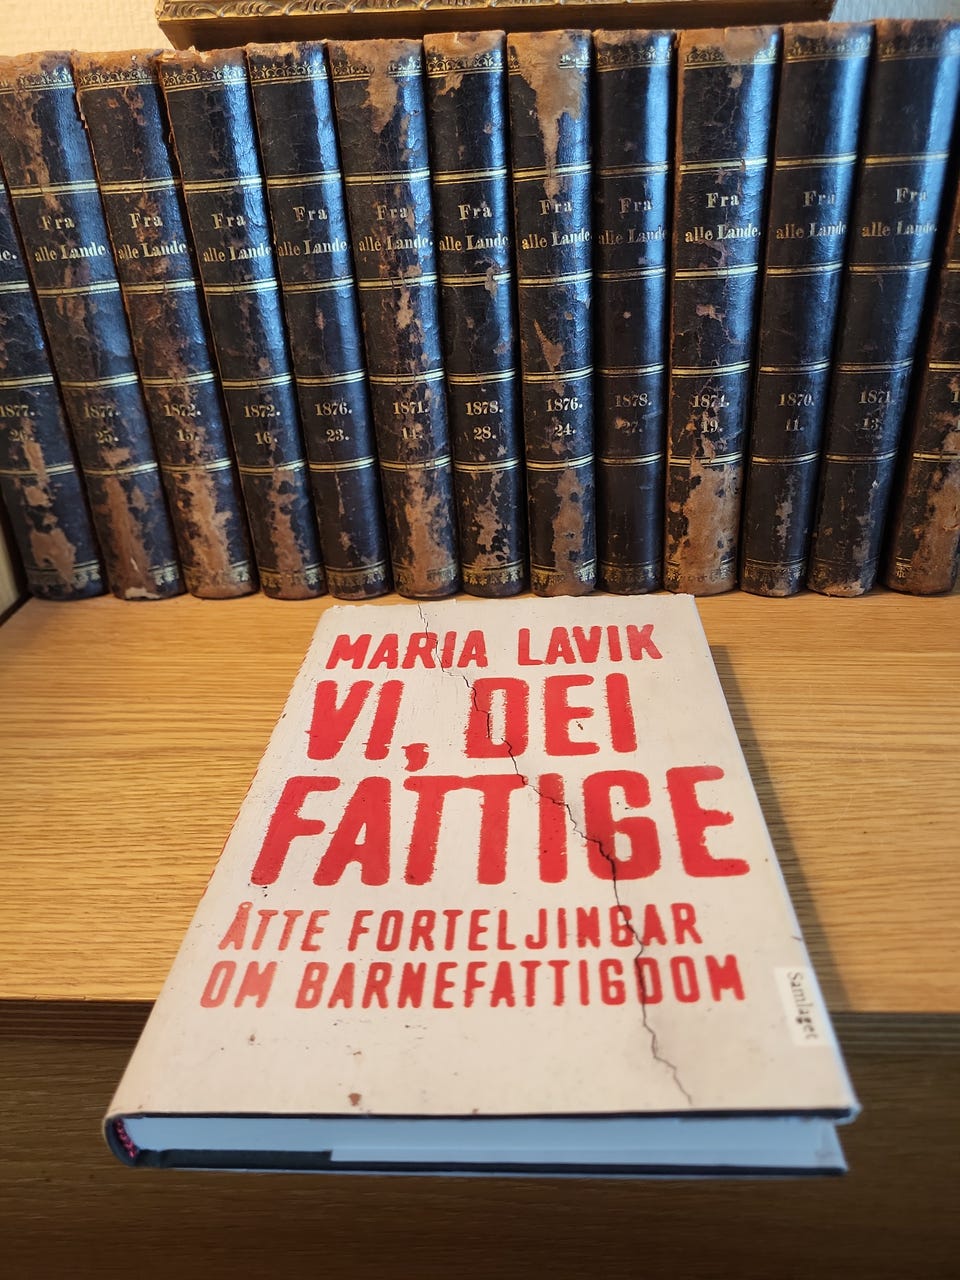 Fra
alle Lande.
1877.
Fra
alle Lande.
1877.
25.
Fra
alle Lande.
1872.
15.
Fra
alle Lande.
1872.
16.
Fra
alle Lande.
1876.
23.
Fra
alle Lande.
1871.
14.
Fra
alle Lande.
1878.
28.
Fra
alle Lande.
1876.
24.
Fra
alle Lande.
1878.
27.
Fra
alle Lande.
1874.
19.
Fra
alle Lande.
1870.
11.
Fra
alle Lande.
1871.
13.
MARIA LAVIK
VI, DEI
FATTIGE
ÅTTE FORTELJINGAR
OM BARNEFATTIGDOM
Samlaget